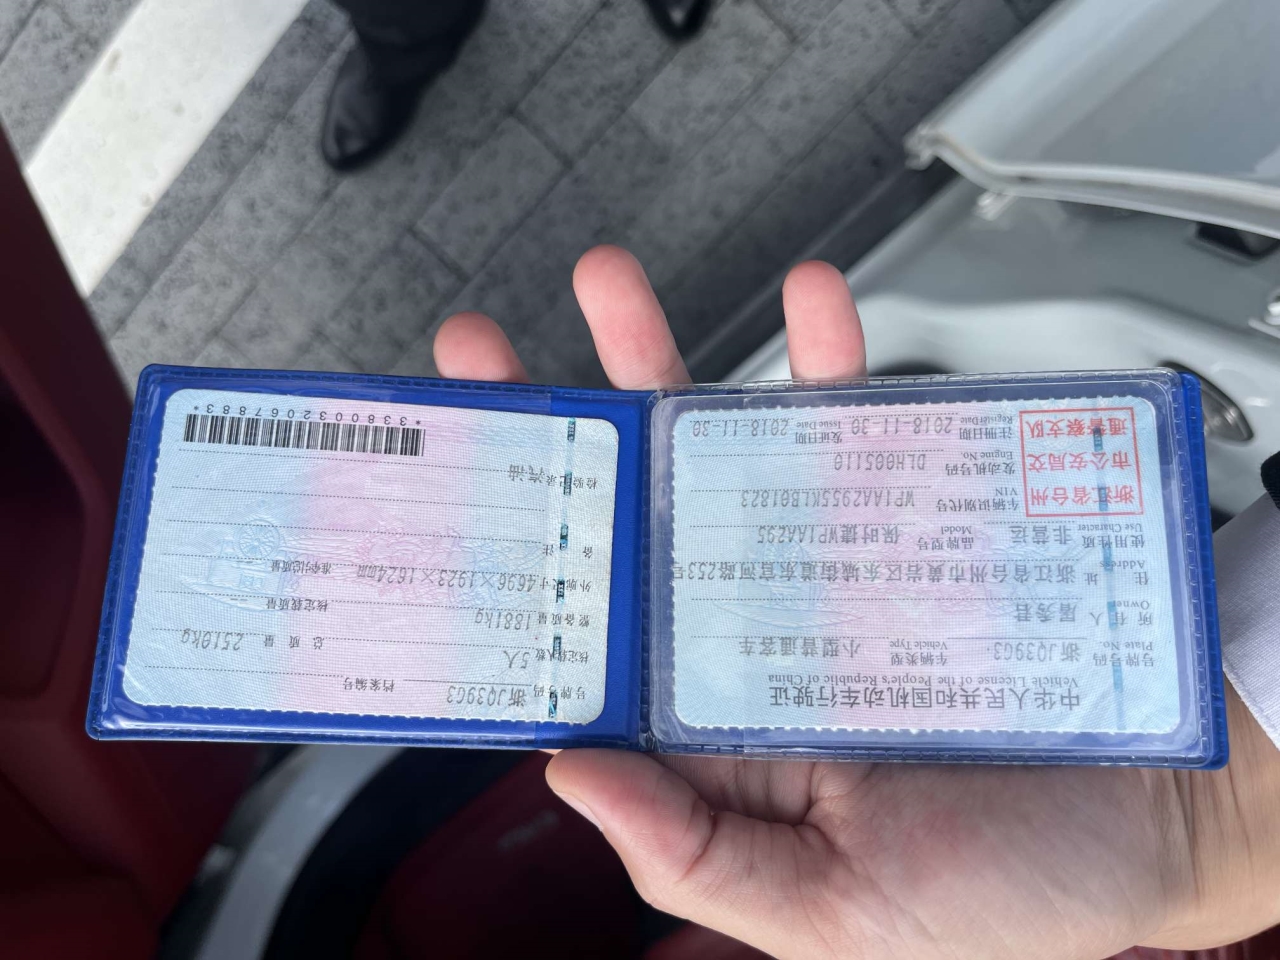 中华人民共和国机动车行驶证
Vehicle License of the People's Republic of China
号牌号码 Plate No. 浙JQ39G3 车辆类型 Vehicle Type 小型普通客车
所有人 Owner 屠秀君
住址 Address 浙江省台州市黄岩区东城街道东官河路253号
使用性质 Use Character 非营运 品牌型号 Model 保时捷WP1AA295
浙江省台州
市公安局交
通警察支队
车辆识别代号 VIN WP1AA2955KLB01823
发动机号码 Engine No. DLH005110
注册日期 Register Date 2018-11-30 发证日期 Issue Date 2018-11-30
号牌号码 浙JQ39G3 档案编号
核定载人数 5人 总质量 2510kg
整备质量 1881kg 核定载质量
外廓尺寸 4696×1923×1624mm 准牵引总质量
备注
检验记录 汽油
*3380032067883*